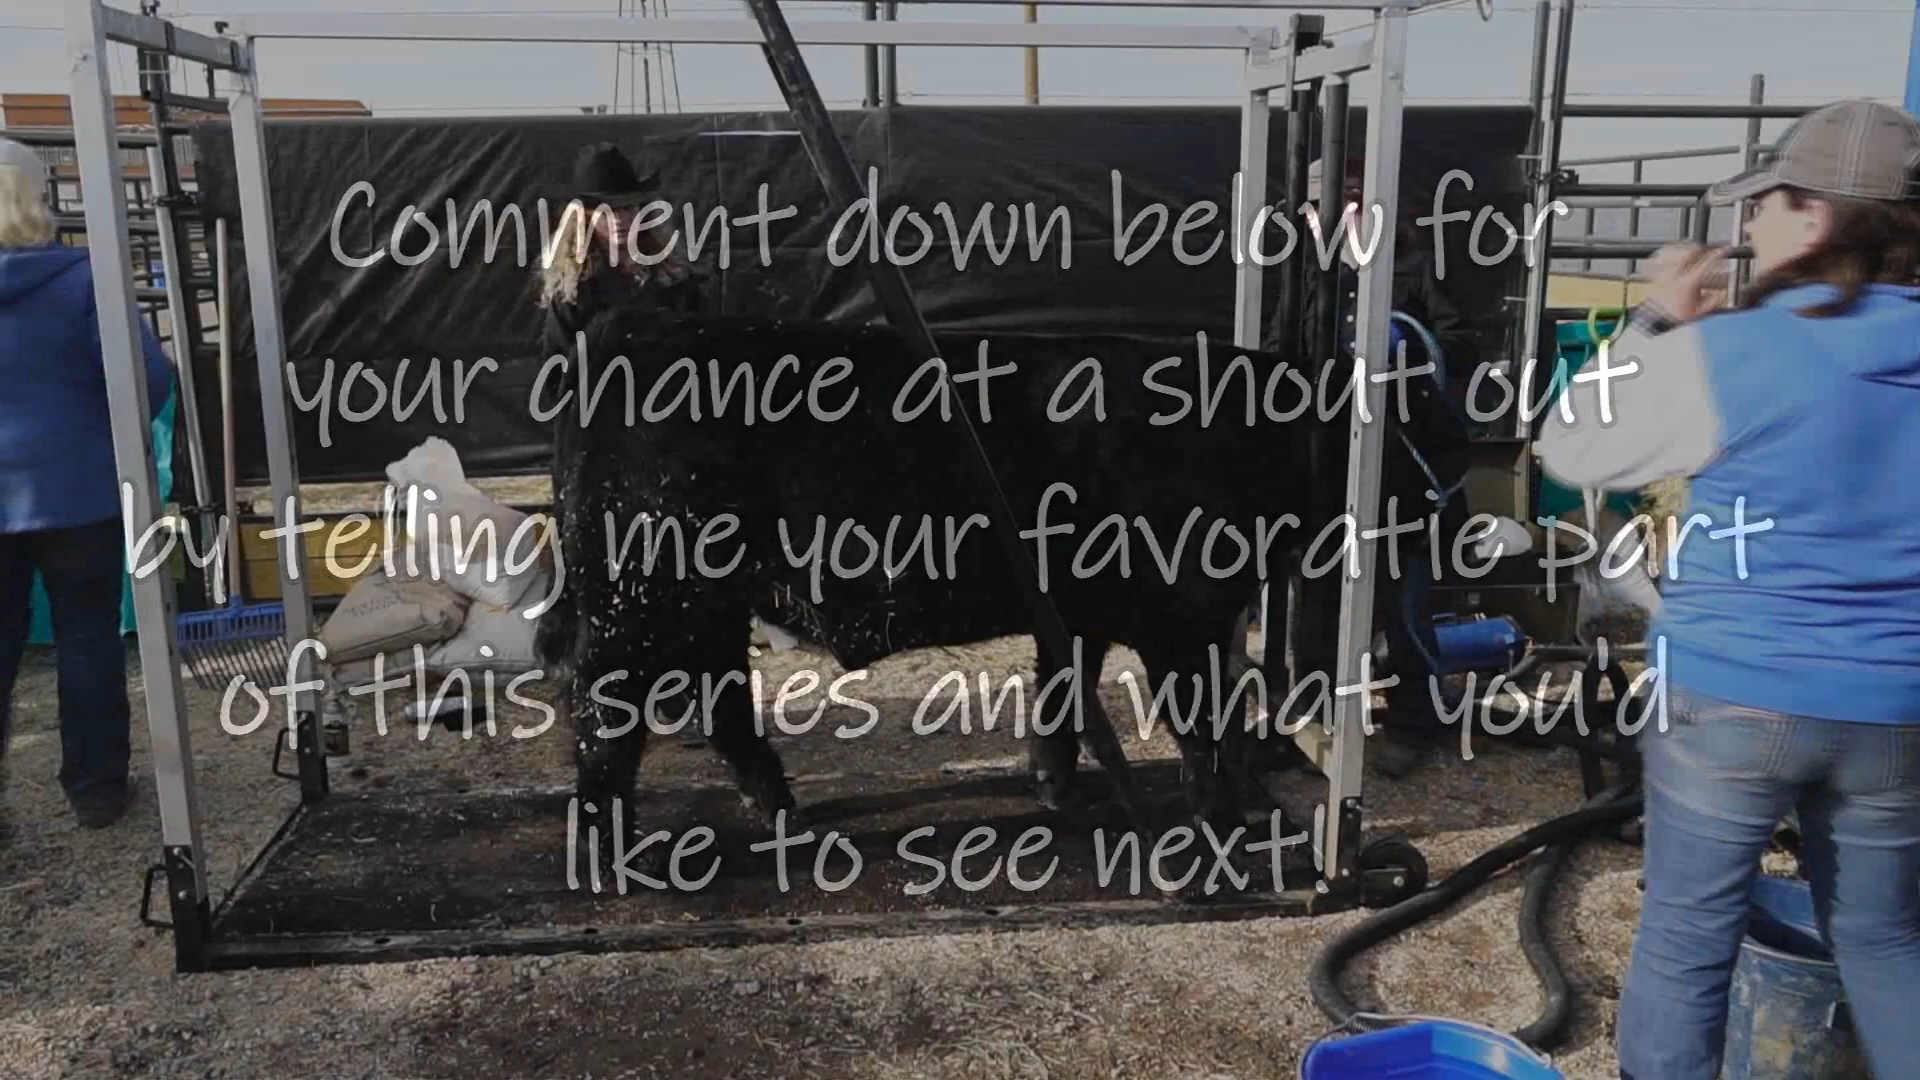 Comment down below for
your chance at a shout out
by telling me your favoratie part
of this series and what you'd
like to see next!